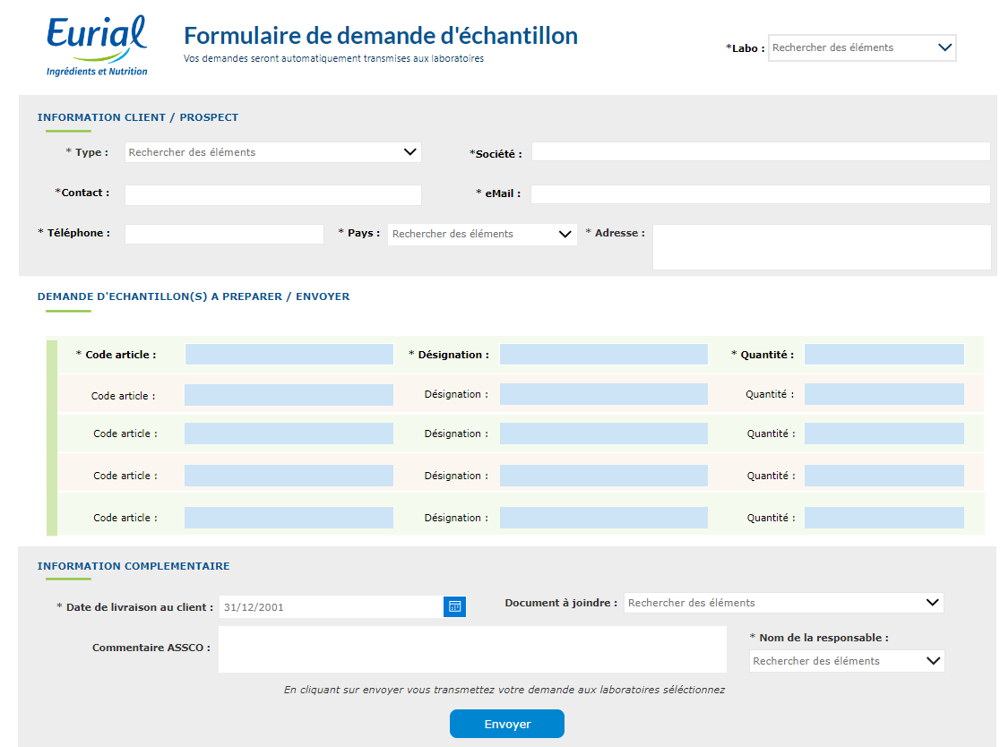 Eurial
Ingrédients et Nutrition
Formulaire de demande d'échantillon
Vos demandes seront automatiquement transmises aux laboratoires
*Labo : Rechercher des éléments
INFORMATION CLIENT / PROSPECT
* Type : Rechercher des éléments *Société :
*Contact : * eMail :
* Téléphone : * Pays : Rechercher des éléments * Adresse :
DEMANDE D'ECHANTILLON(S) A PREPARER / ENVOYER
* Code article : * Désignation : * Quantité :
Code article : Désignation : Quantité :
Code article : Désignation : Quantité :
Code article : Désignation : Quantité :
Code article : Désignation : Quantité :
INFORMATION COMPLEMENTAIRE
* Date de livraison au client : 31/12/2001 Document à joindre : Rechercher des éléments
Commentaire ASSCO : * Nom de la responsable :
Rechercher des éléments
En cliquant sur envoyer vous transmettez votre demande aux laboratoires séléctionnez
Envoyer